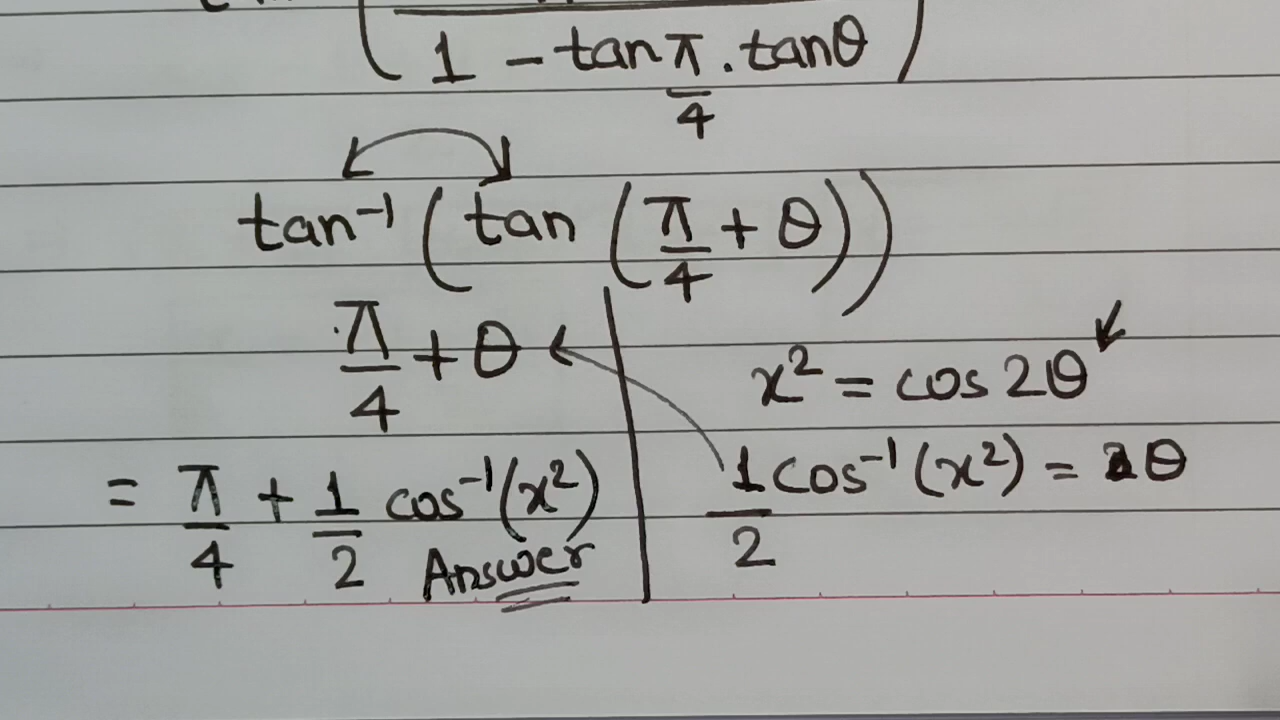 1 - tan π/4 . tanθ
tan⁻¹ ( tan ( π/4 + θ ) )
π/4 + θ
x² = cos 2θ
1/2 cos⁻¹ (x²) = θ
= π/4 + 1/2 cos⁻¹(x²)
Answer